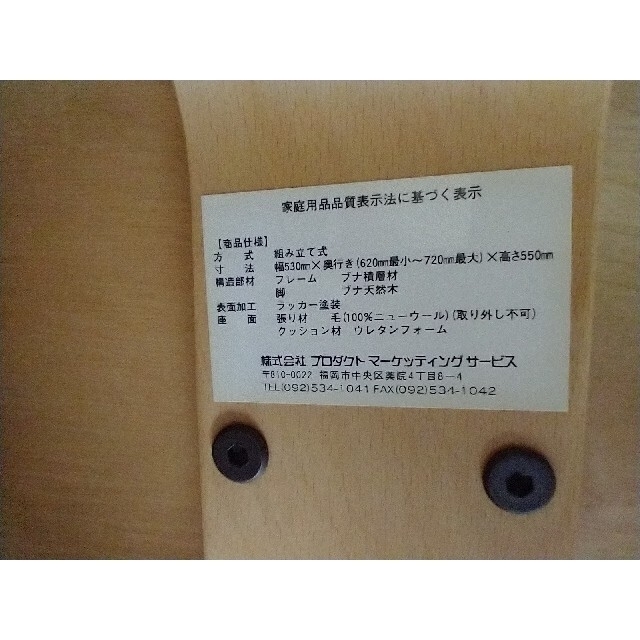 家庭用品品質表示法に基づく表示
【商品仕様】
方 式 組み立て式
寸 法 幅530mm×奥行き(620mm最小～720mm最大)×高さ550mm
構造部材 フレーム ブナ積層材
脚 ブナ天然木
表面加工 ラッカー塗装
座 面 張り材 毛(100%ニューウール)(取り外し不可)
クッション材 ウレタンフォーム
株式会社 プロダクト マーケッティング サービス
〒810-0022 福岡市中央区薬院4丁目8-4
TEL(092)534-1041 FAX(092)534-1042